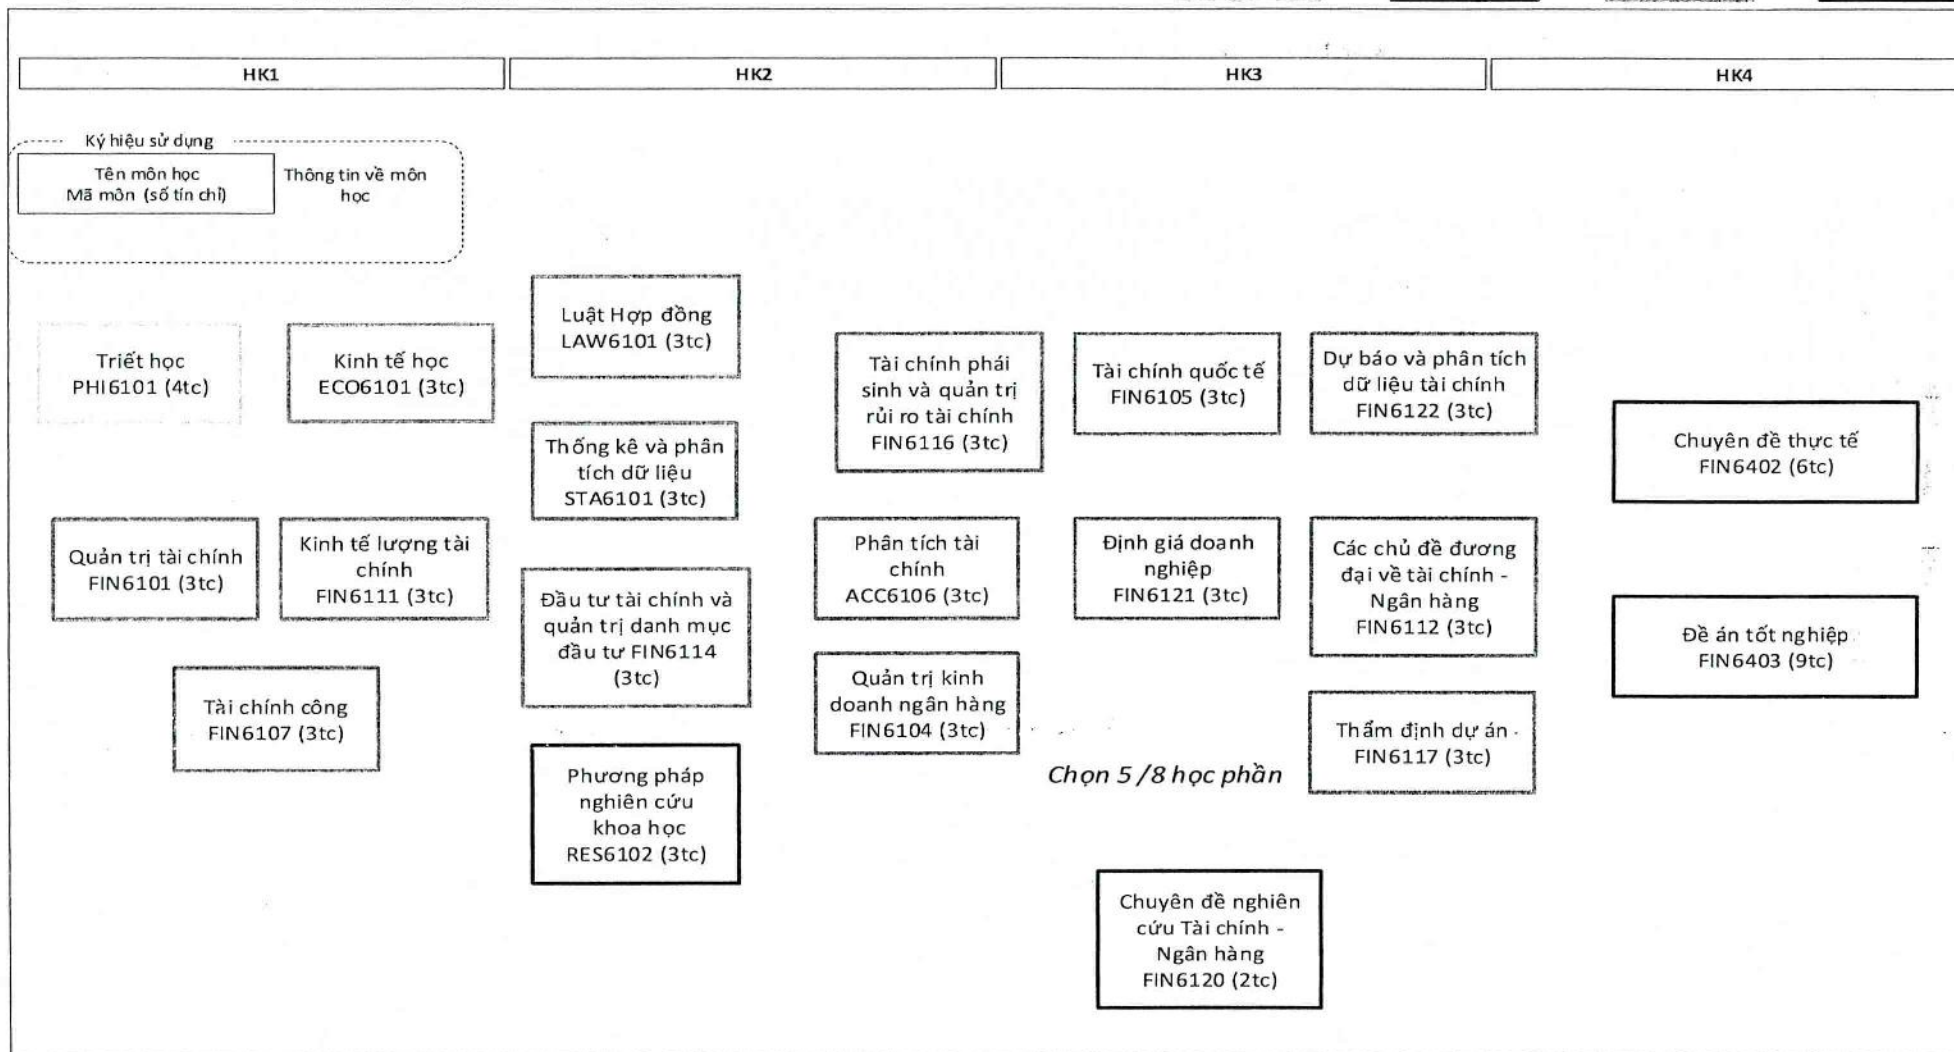 HK1
HK2
HK3
HK4
Ký hiệu sử dụng
Tên môn học
Mã môn (số tín chỉ)
Thông tin về môn
học
Triết học
PHI6101 (4tc)
Kinh tế học
ECO6101 (3tc)
Quản trị tài chính
FIN6101 (3tc)
Kinh tế lượng tài
chính
FIN6111 (3tc)
Tài chính công
FIN6107 (3tc)
Luật Hợp đồng
LAW6101 (3tc)
Thống kê và phân
tích dữ liệu
STA6101 (3tc)
Đầu tư tài chính và
quản trị danh mục
đầu tư FIN6114
(3tc)
Phương pháp
nghiên cứu
khoa học
RES6102 (3tc)
Tài chính phái
sinh và quản trị
rủi ro tài chính
FIN6116 (3tc)
Phân tích tài
chính
ACC6106 (3tc)
Quản trị kinh
doanh ngân hàng
FIN6104 (3tc)
Tài chính quốc tế
FIN6105 (3tc)
Định giá doanh
nghiệp
FIN6121 (3tc)
Chọn 5/8 học phần
Dự báo và phân tích
dữ liệu tài chính
FIN6122 (3tc)
Các chủ đề đương
đại về tài chính -
Ngân hàng
FIN6112 (3tc)
Thẩm định dự án
FIN6117 (3tc)
Chuyên đề nghiên
cứu Tài chính -
Ngân hàng
FIN6120 (2tc)
Chuyên đề thực tế
FIN6402 (6tc)
Đề án tốt nghiệp
FIN6403 (9tc)